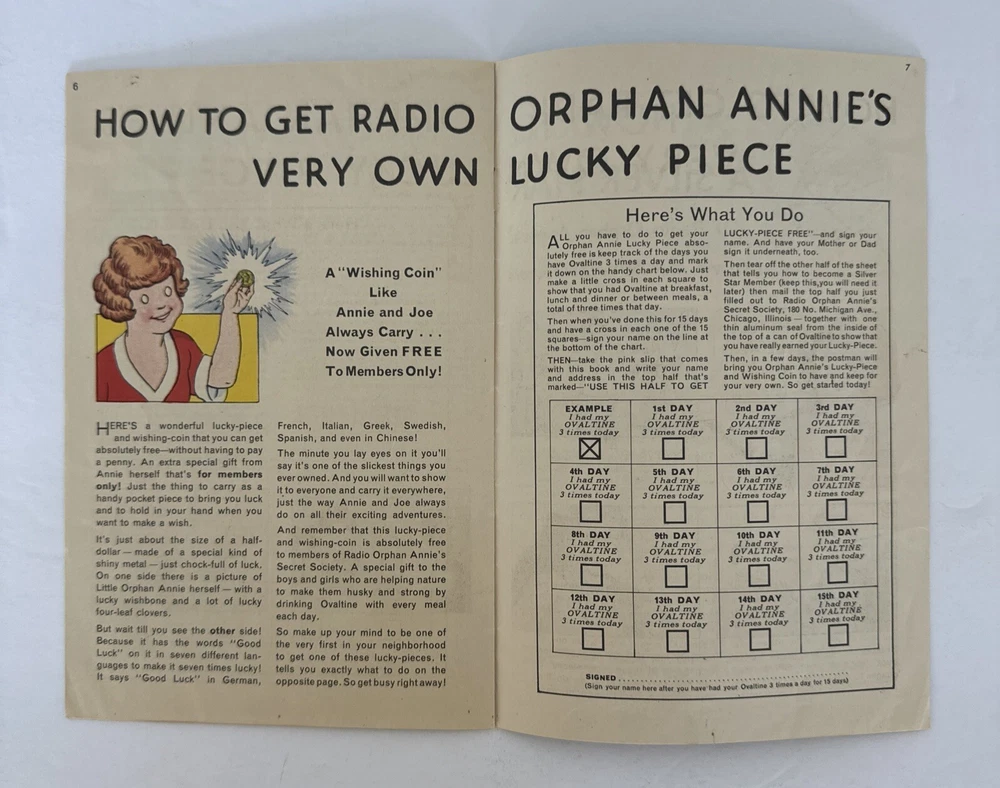 6
HOW TO GET RADIO
VERY OWN
A "Wishing Coin"
Like
Annie and Joe
Always Carry . . .
Now Given FREE
To Members Only!
HERE'S a wonderful lucky-piece
and wishing-coin that you can get
absolutely free—without having to pay
a penny. An extra special gift from
Annie herself that's for members
only! Just the thing to carry as a
handy pocket piece to bring you luck
and to hold in your hand when you
want to make a wish.
It's just about the size of a half-
dollar — made of a special kind of
shiny metal — just chock-full of luck.
On one side there is a picture of
Little Orphan Annie herself — with a
lucky wishbone and a lot of lucky
four-leaf clovers.
But wait till you see the other side!
Because it has the words "Good
Luck" on it in seven different lan-
guages to make it seven times lucky!
It says "Good Luck" in German,
French, Italian, Greek, Swedish,
Spanish, and even in Chinese!
The minute you lay eyes on it you'll
say it's one of the slickest things you
ever owned. And you will want to show
it to everyone and carry it everywhere,
just the way Annie and Joe always
do on all their exciting adventures.
And remember that this lucky-piece
and wishing-coin is absolutely free
to members of Radio Orphan Annie's
Secret Society. A special gift to the
boys and girls who are helping nature
to make them husky and strong by
drinking Ovaltine with every meal
each day.
So make up your mind to be one of
the very first in your neighborhood
to get one of these lucky-pieces. It
tells you exactly what to do on the
opposite page. So get busy right away!
7
ORPHAN ANNIE'S
LUCKY PIECE
Here's What You Do
ALL you have to do to get your
Orphan Annie Lucky Piece abso-
lutely free is keep track of the days you
have Ovaltine 3 times a day and mark
it down on the handy chart below. Just
make a little cross in each square to
show that you had Ovaltine at breakfast,
lunch and dinner or between meals, a
total of three times that day.
Then when you've done this for 15 days
and have a cross in each one of the 15
squares—sign your name on the line at
the bottom of the chart.
THEN—take the pink slip that comes
with this book and write your name
and address in the top half that's
marked—"USE THIS HALF TO GET
LUCKY-PIECE FREE"—and sign your
name. And have your Mother or Dad
sign it underneath, too.
Then tear off the other half of the sheet
that tells you how to become a Silver
Star Member (keep this, you will need it
later) then mail the top half you just
filled out to Radio Orphan Annie's
Secret Society, 180 No. Michigan Ave.,
Chicago, Illinois — together with one
thin aluminum seal from the inside of
the top of a can of Ovaltine to show that
you have really earned your Lucky-Piece.
Then, in a few days, the postman will
bring you Orphan Annie's Lucky-Piece
and Wishing Coin to have and keep for
your very own. So get started today!
EXAMPLE
I had my
OVALTINE
3 times today
1st DAY
I had my
OVALTINE
3 times today
2nd DAY
I had my
OVALTINE
3 times today
3rd DAY
I had my
OVALTINE
3 times today
4th DAY
I had my
OVALTINE
3 times today
5th DAY
I had my
OVALTINE
3 times today
6th DAY
I had my
OVALTINE
3 times today
7th DAY
I had my
OVALTINE
3 times today
8th DAY
I had my
OVALTINE
3 times today
9th DAY
I had my
OVALTINE
3 times today
10th DAY
I had my
OVALTINE
3 times today
11th DAY
I had my
OVALTINE
3 times today
12th DAY
I had my
OVALTINE
3 times today
13th DAY
I had my
OVALTINE
3 times today
14th DAY
I had my
OVALTINE
3 times today
15th DAY
I had my
OVALTINE
3 times today
SIGNED
(Sign your name here after you have had your Ovaltine 3 times a day for 15 days)